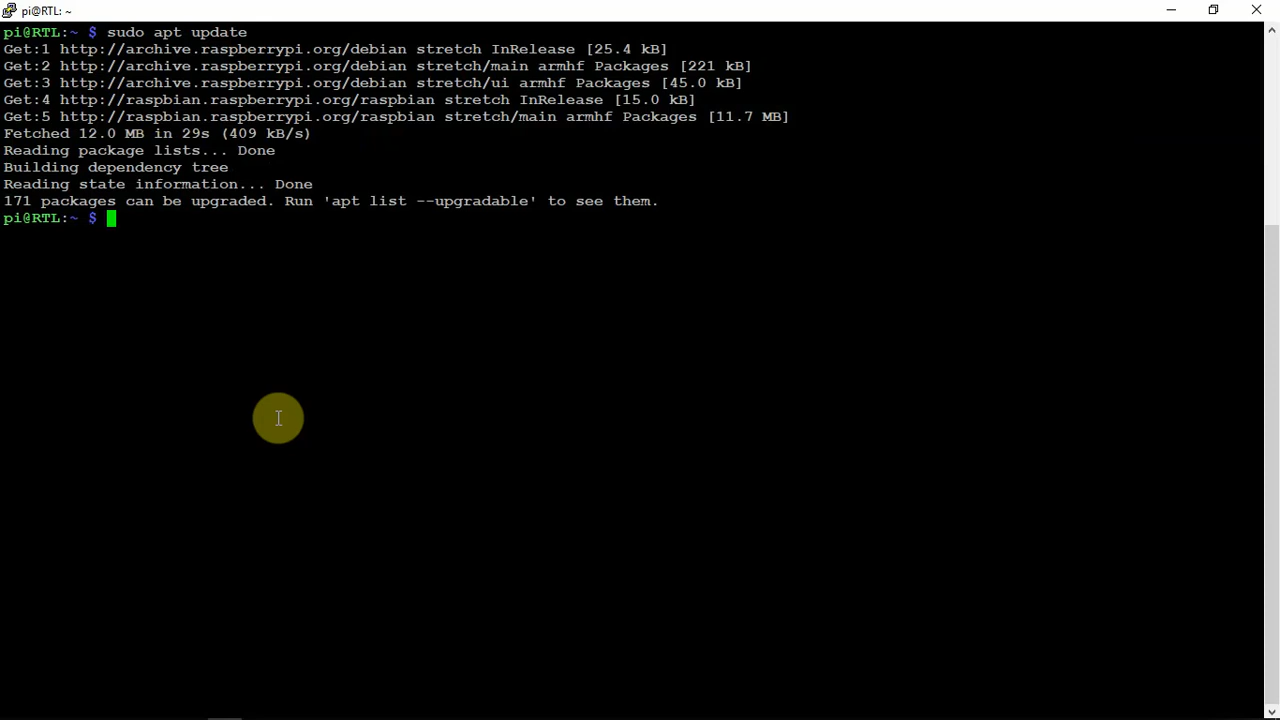 pi@RTL: ~
pi@RTL:~ $ sudo apt update
Get:1 http://archive.raspberrypi.org/debian stretch InRelease [25.4 kB]
Get:2 http://archive.raspberrypi.org/debian stretch/main armhf Packages [221 kB]
Get:3 http://archive.raspberrypi.org/debian stretch/ui armhf Packages [45.0 kB]
Get:4 http://raspbian.raspberrypi.org/raspbian stretch InRelease [15.0 kB]
Get:5 http://raspbian.raspberrypi.org/raspbian stretch/main armhf Packages [11.7 MB]
Fetched 12.0 MB in 29s (409 kB/s)
Reading package lists... Done
Building dependency tree
Reading state information... Done
171 packages can be upgraded. Run 'apt list --upgradable' to see them.
pi@RTL:~ $